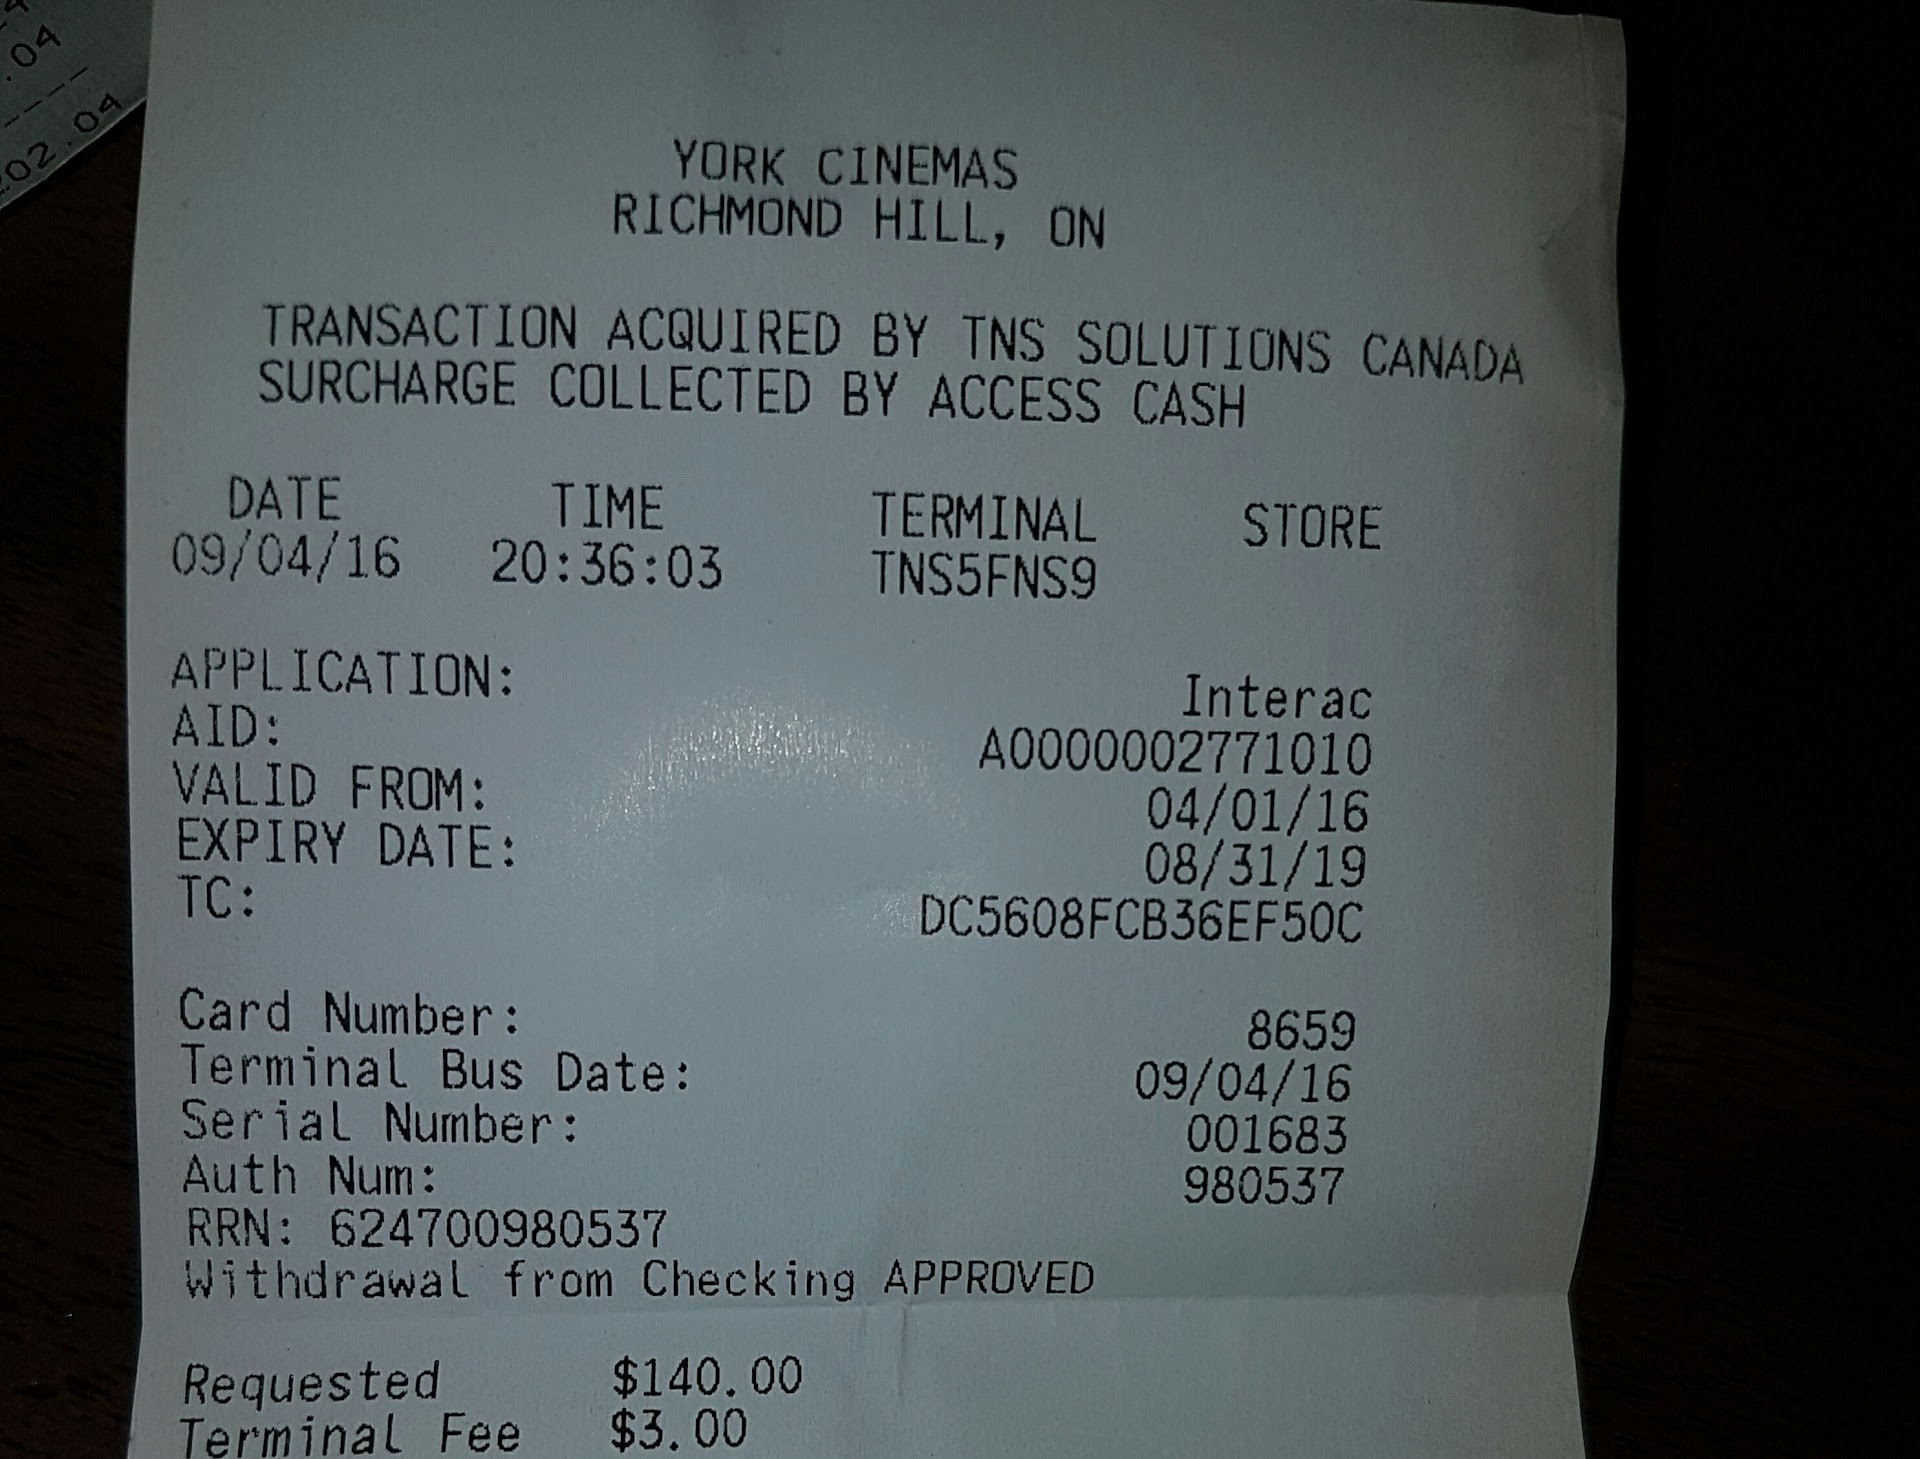 .04
-----
202.04
YORK CINEMAS
RICHMOND HILL, ON
TRANSACTION ACQUIRED BY TNS SOLUTIONS CANADA
SURCHARGE COLLECTED BY ACCESS CASH
DATE TIME TERMINAL STORE
09/04/16 20:36:03 TNS5FNS9
APPLICATION: Interac
AID: A0000002771010
VALID FROM: 04/01/16
EXPIRY DATE: 08/31/19
TC: DC5608FCB36EF50C
Card Number: 8659
Terminal Bus Date: 09/04/16
Serial Number: 001683
Auth Num: 980537
RRN: 624700980537
Withdrawal from Checking APPROVED
Requested $140.00
Terminal Fee $3.00